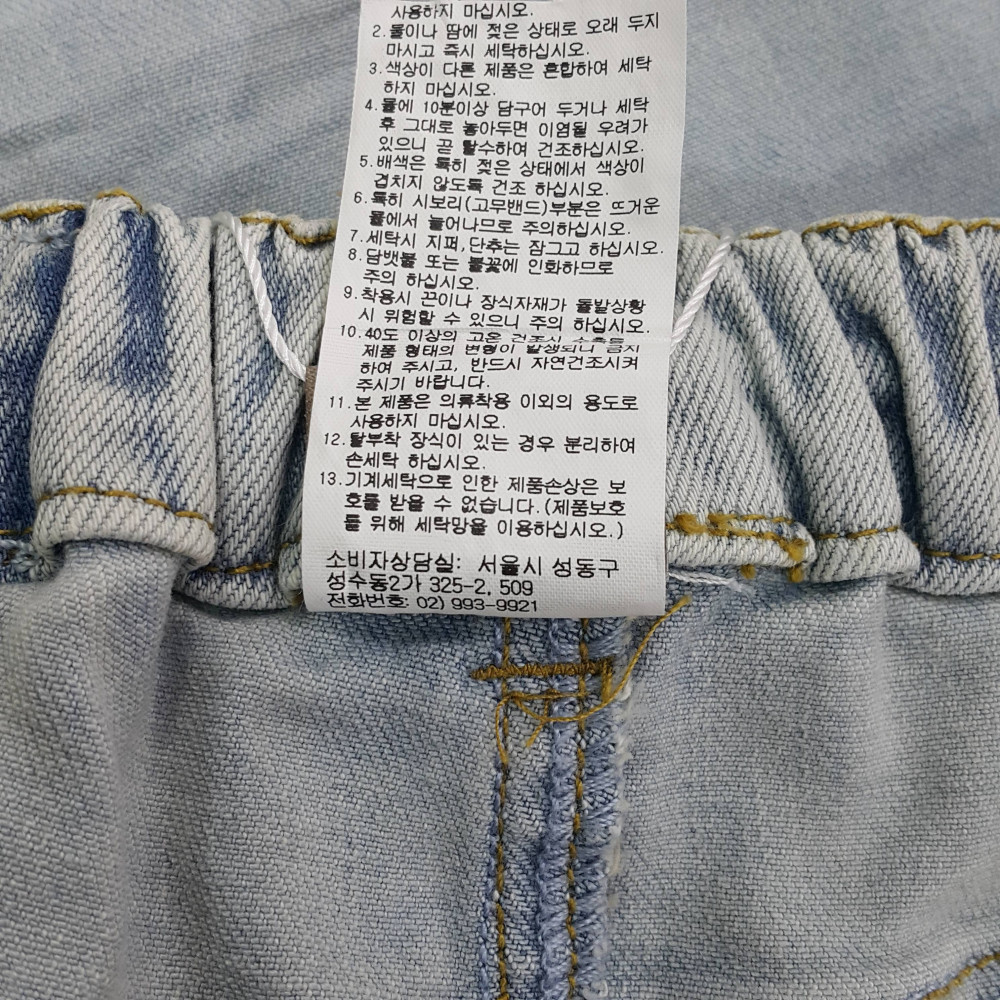 사용하지 마십시오.
2.물이나 땀에 젖은 상태로 오래 두지
마시고 즉시 세탁하십시오.
3.색상이 다른 제품은 혼합하여 세탁
하지 마십시오.
4.물에 10분이상 담구어 두거나 세탁
후 그대로 놓아두면 이염될 우려가
있으니 곧 탈수하여 건조하십시오.
5.배색은 특히 젖은 상태에서 색상이
겹치지 않도록 건조 하십시오.
6.특히 시보리(고무밴드)부분은 뜨거운
물에서 늘어나므로 주의하십시오.
7.세탁시 지퍼,단추는 잠그고 하십시오.
8.담뱃불 또는 불꽃에 인화하므로
주의 하십시오.
9.착용시 끈이나 장식자재가 돌발상황
시 위험할 수 있으니 주의 하십시오.
10.40도 이상의 고온 건조시 수축등
제품 형태의 변형이 발생되니 금지
하여 주시고, 반드시 자연건조시켜
주시기 바랍니다.
11.본 제품은 의류착용 이외의 용도로
사용하지 마십시오.
12.탈부착 장식이 있는 경우 분리하여
손세탁 하십시오.
13.기계세탁으로 인한 제품손상은 보
호를 받을 수 없습니다.(제품보호
를 위해 세탁망을 이용하십시오.)
소비자상담실: 서울시 성동구
성수동2가 325-2, 509
전화번호: 02) 993-9921